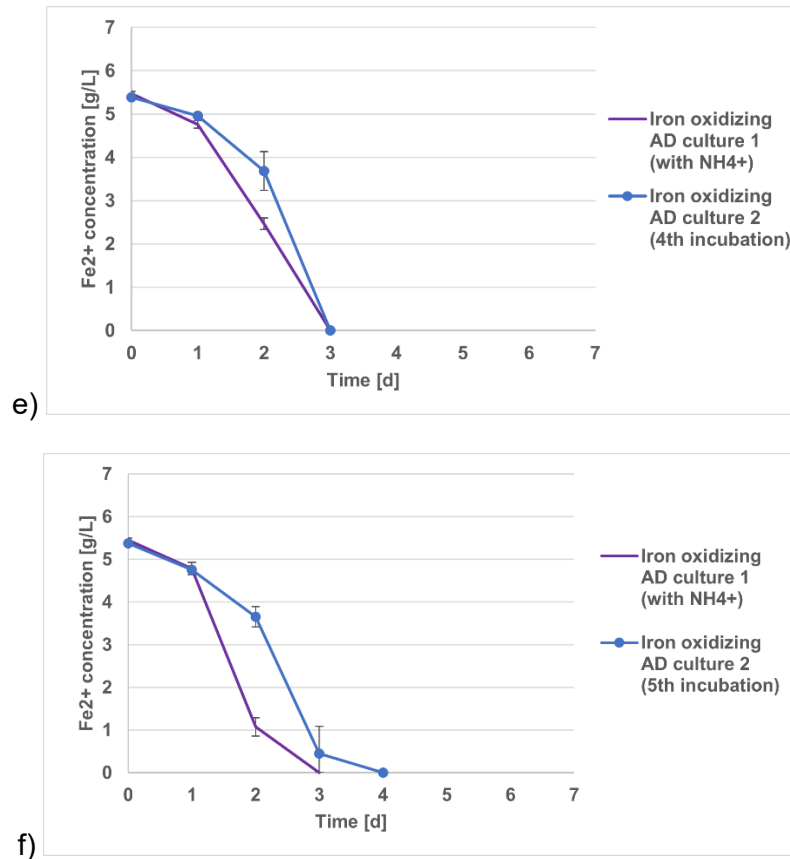 7
6
5
4
3
2
1
0
Fe2+ concentration [g/L]
0 1 2 3 4 5 6 7
Time [d]
Iron oxidizing
AD culture 1
(with NH4+)
Iron oxidizing
AD culture 2
(4th incubation)
e)
7
6
5
4
3
2
1
0
Fe2+ concentration [g/L]
0 1 2 3 4 5 6 7
Time [d]
Iron oxidizing
AD culture 1
(with NH4+)
Iron oxidizing
AD culture 2
(5th incubation)
f)